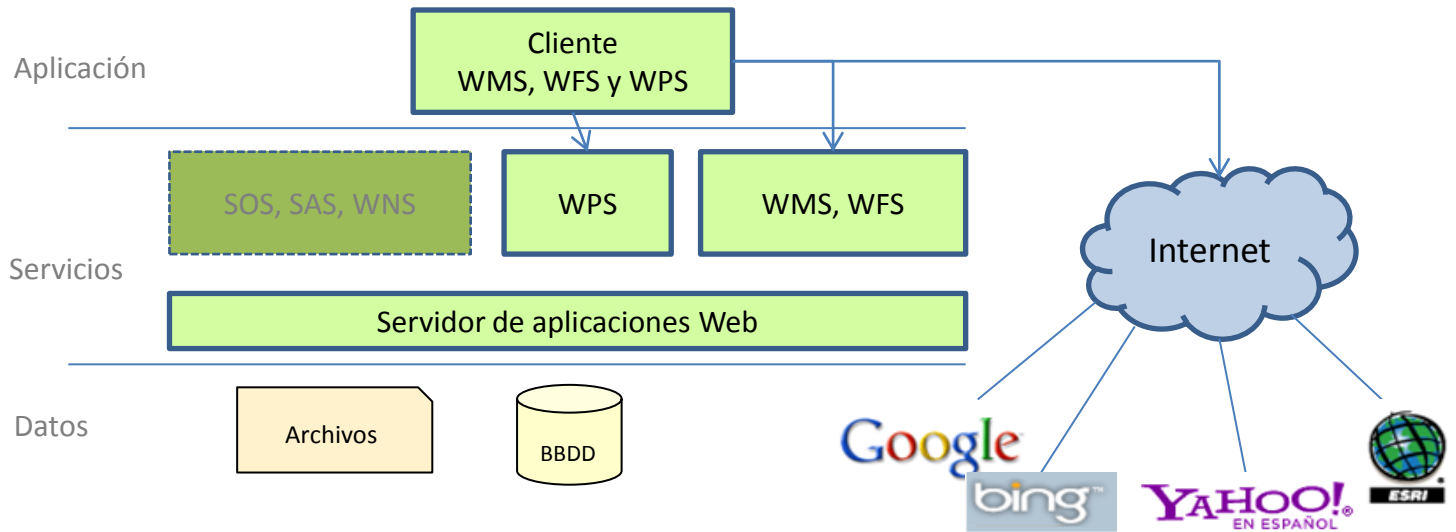 Aplicación
Cliente
WMS, WFS y WPS
SOS, SAS, WNS
WPS
WMS, WFS
Internet
Servicios
Servidor de aplicaciones Web
Datos
Archivos
BBDD
Google
bing™
YAHOO!®
EN ESPAÑOL
ESRI